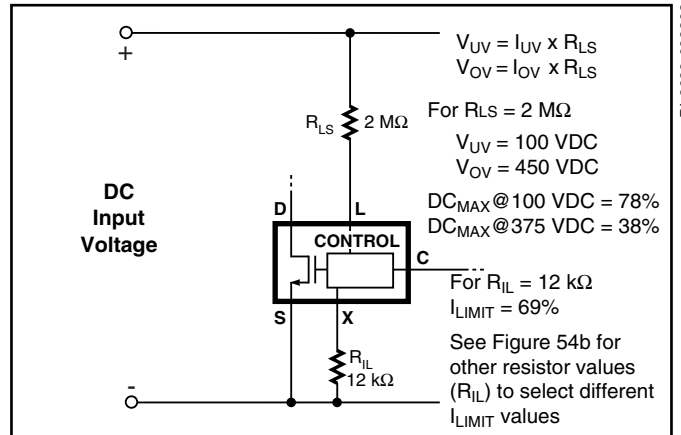 +
DC
Input
Voltage
-
R_LS
2 MΩ
D
L
CONTROL
C
S
X
R_IL
12 kΩ
V_UV = I_UV x R_LS
V_OV = I_OV x R_LS
For R_LS = 2 MΩ
V_UV = 100 VDC
V_OV = 450 VDC
DC_MAX@100 VDC = 78%
DC_MAX@375 VDC = 38%
For R_IL = 12 kΩ
I_LIMIT = 69%
See Figure 54b for
other resistor values
(R_IL) to select different
I_LIMIT values